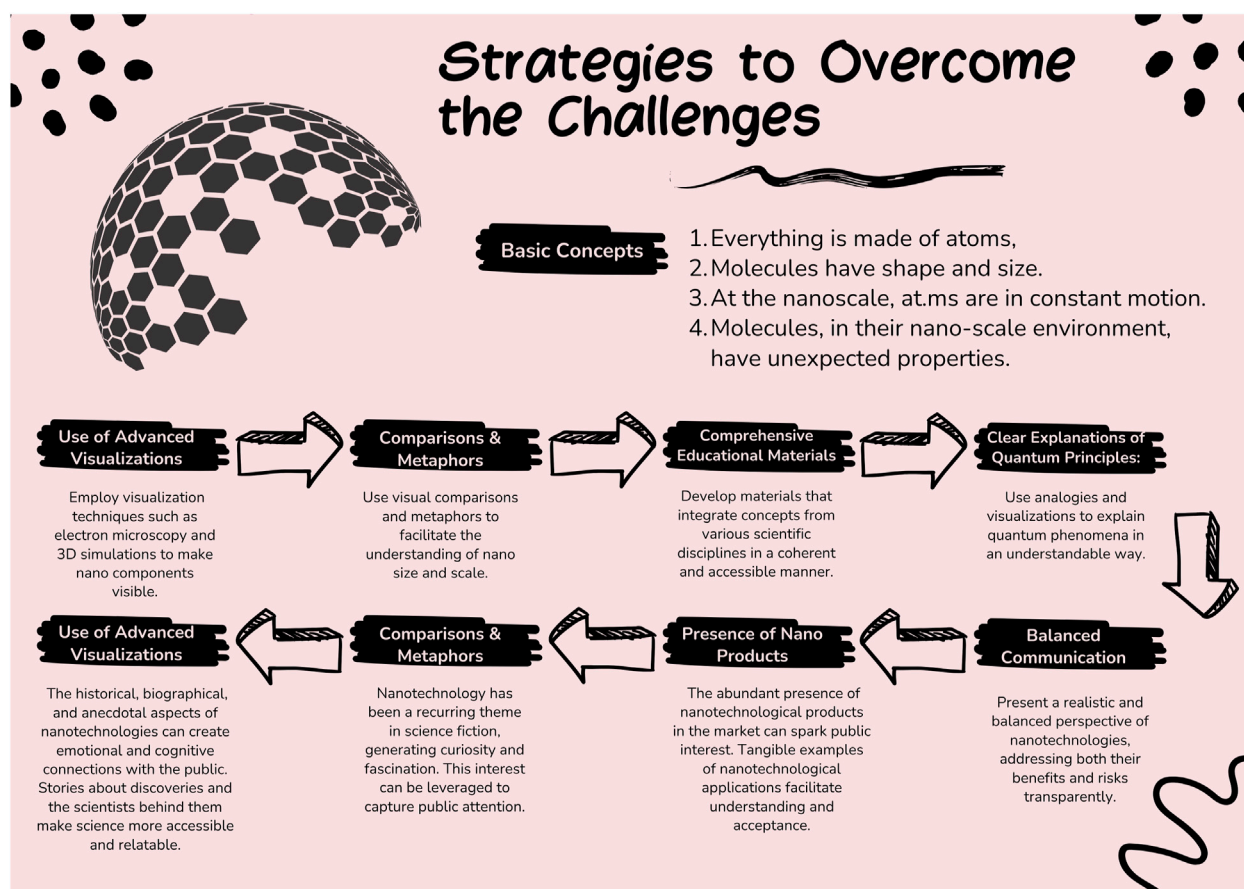 Strategies to Overcome
the Challenges
Basic Concepts
1. Everything is made of atoms,
2. Molecules have shape and size.
3. At the nanoscale, at.ms are in constant motion.
4. Molecules, in their nano-scale environment,
have unexpected properties.
Use of Advanced
Visualizations
Employ visualization
techniques such as
electron microscopy and
3D simulations to make
nano components
visible.
Comparisons &
Metaphors
Use visual comparisons
and metaphors to
facilitate the
understanding of nano
size and scale.
Comprehensive
Educational Materials
Develop materials that
integrate concepts from
various scientific
disciplines in a coherent
and accessible manner.
Clear Explanations of
Quantum Principles:
Use analogies and
visualizations to explain
quantum phenomena in
an understandable way.
Balanced
Communication
Present a realistic and
balanced perspective of
nanotechnologies,
addressing both their
benefits and risks
transparently.
Presence of Nano
Products
The abundant presence of
nanotechnological products
in the market can spark public
interest. Tangible examples
of nanotechnological
applications facilitate
understanding and
acceptance.
Comparisons &
Metaphors
Nanotechnology has
been a recurring theme
in science fiction,
generating curiosity and
fascination. This interest
can be leveraged to
capture public attention.
Use of Advanced
Visualizations
The historical, biographical,
and anecdotal aspects of
nanotechnologies can create
emotional and cognitive
connections with the public.
Stories about discoveries and
the scientists behind them
make science more accessible
and relatable.